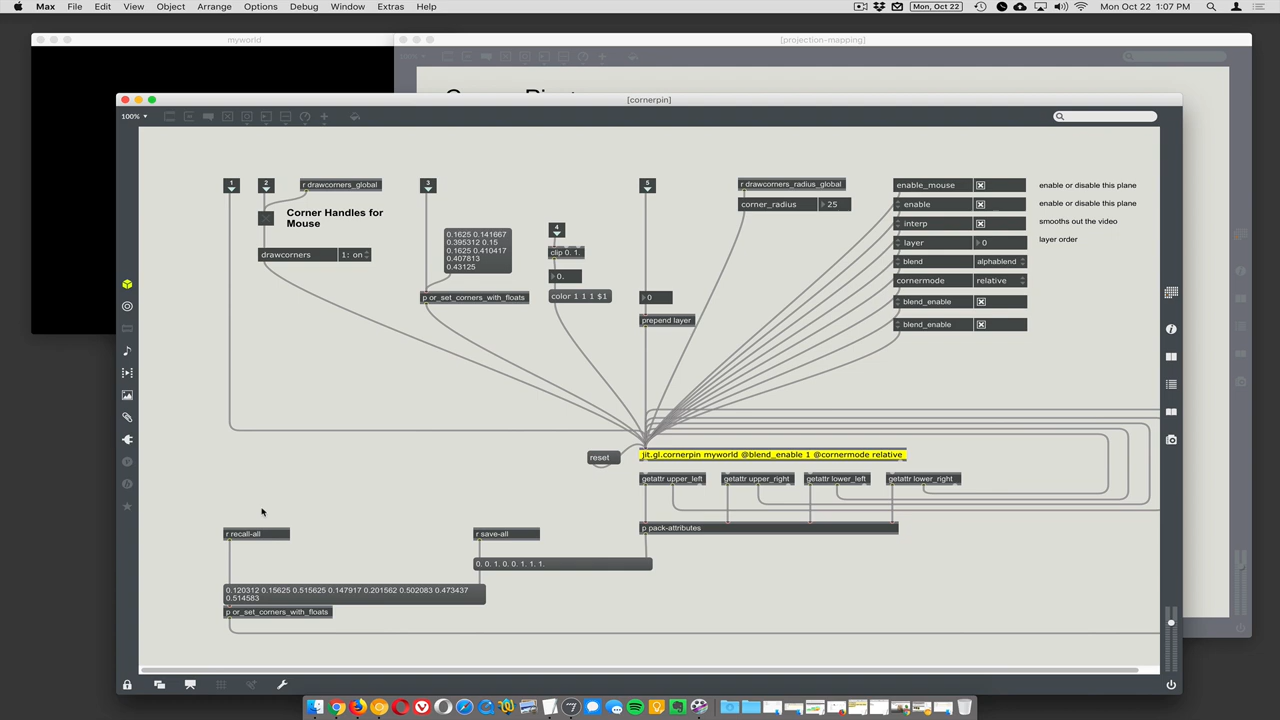 Max File Edit View Object Arrange Options Debug Window Extras Help
Mon, Oct 22
Mon Oct 22 1:07 PM
myworld
[projection-mapping]
[cornerpin]
100%
1
2
r drawcorners_global
3
5
r drawcorners_radius_global
enable_mouse
enable or disable this plane
corner_radius 25
enable
enable or disable this plane
Corner Handles for
Mouse
interp
smooths out the video
4
0.1625 0.141667
0.395312 0.15
0.1625 0.410417
0.407813
0.43125
layer 0
layer order
drawcorners 1: on
clip 0. 1.
blend alphablend
0.
cornermode relative
p or_set_corners_with_floats
color 1 1 1 $1
0
blend_enable
prepend layer
blend_enable
reset
jit.gl.cornerpin myworld @blend_enable 1 @cornermode relative
getattr upper_left
getattr upper_right
getattr lower_left
getattr lower_right
p pack-attributes
r recall-all
r save-all
0. 0. 1. 0. 0. 1. 1. 1.
0.120312 0.15625 0.515625 0.147917 0.201562 0.502083 0.473437
0.514583
p or_set_corners_with_floats